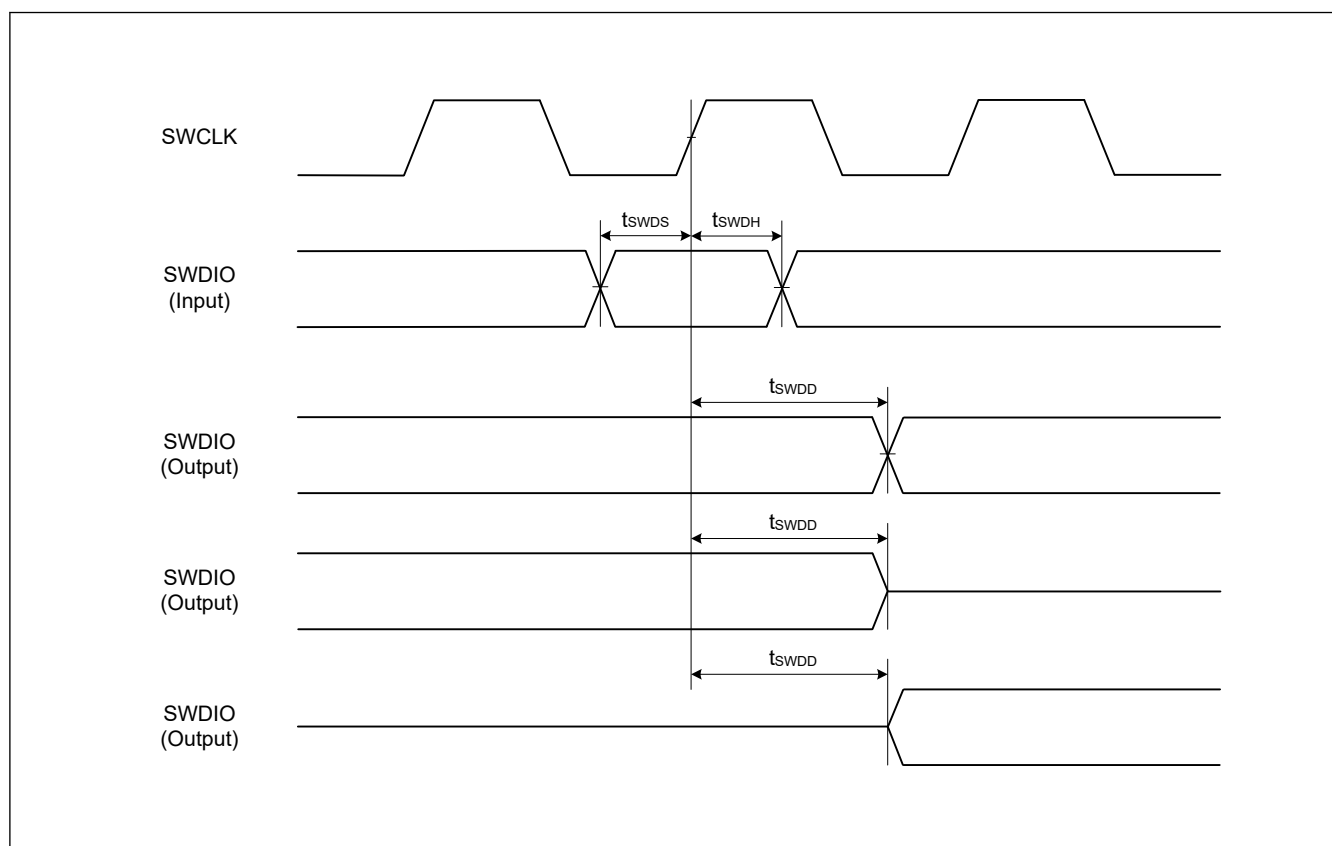 SWCLK
tSWDS
tSWDH
SWDIO
(Input)
tSWDD
SWDIO
(Output)
tSWDD
SWDIO
(Output)
tSWDD
SWDIO
(Output)